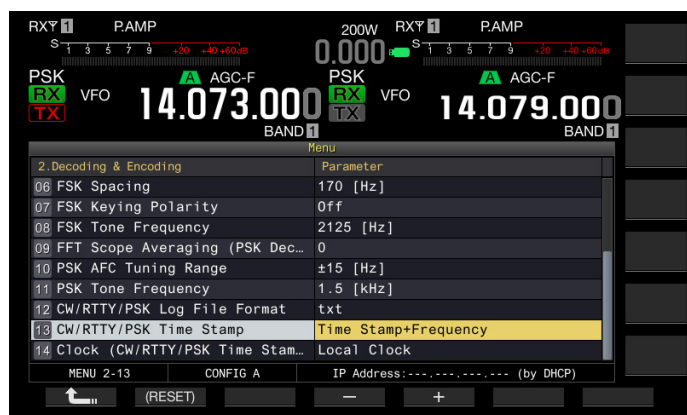 RX 1 P.AMP 200W RX 1 P.AMP
S 1 3 5 7 9 +20 +40 +60dB 0.000 S 1 3 5 7 9 +20 +40 +60dB
PSK A AGC-F PSK A AGC-F
RX VFO 14.073.000 RX VFO 14.079.000
TX TX
BAND 1 BAND 1
Menu
2.Decoding & Encoding Parameter
06 FSK Spacing 170 [Hz]
07 FSK Keying Polarity Off
08 FSK Tone Frequency 2125 [Hz]
09 FFT Scope Averaging (PSK Dec... 0
10 PSK AFC Tuning Range ±15 [Hz]
11 PSK Tone Frequency 1.5 [kHz]
12 CW/RTTY/PSK Log File Format txt
13 CW/RTTY/PSK Time Stamp Time Stamp+Frequency
14 Clock (CW/RTTY/PSK Time Stam... Local Clock
MENU 2-13 CONFIG A IP Address:---.---.---.--- (by DHCP)
(RESET) − +